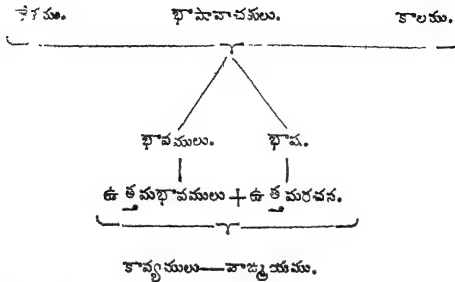 దేశము. భాషావాచకులు. కాలము.
భావములు. భాష.
ఉత్తమభావములు + ఉత్తమరచన.
కావ్యములు — వాఙ్మయము.